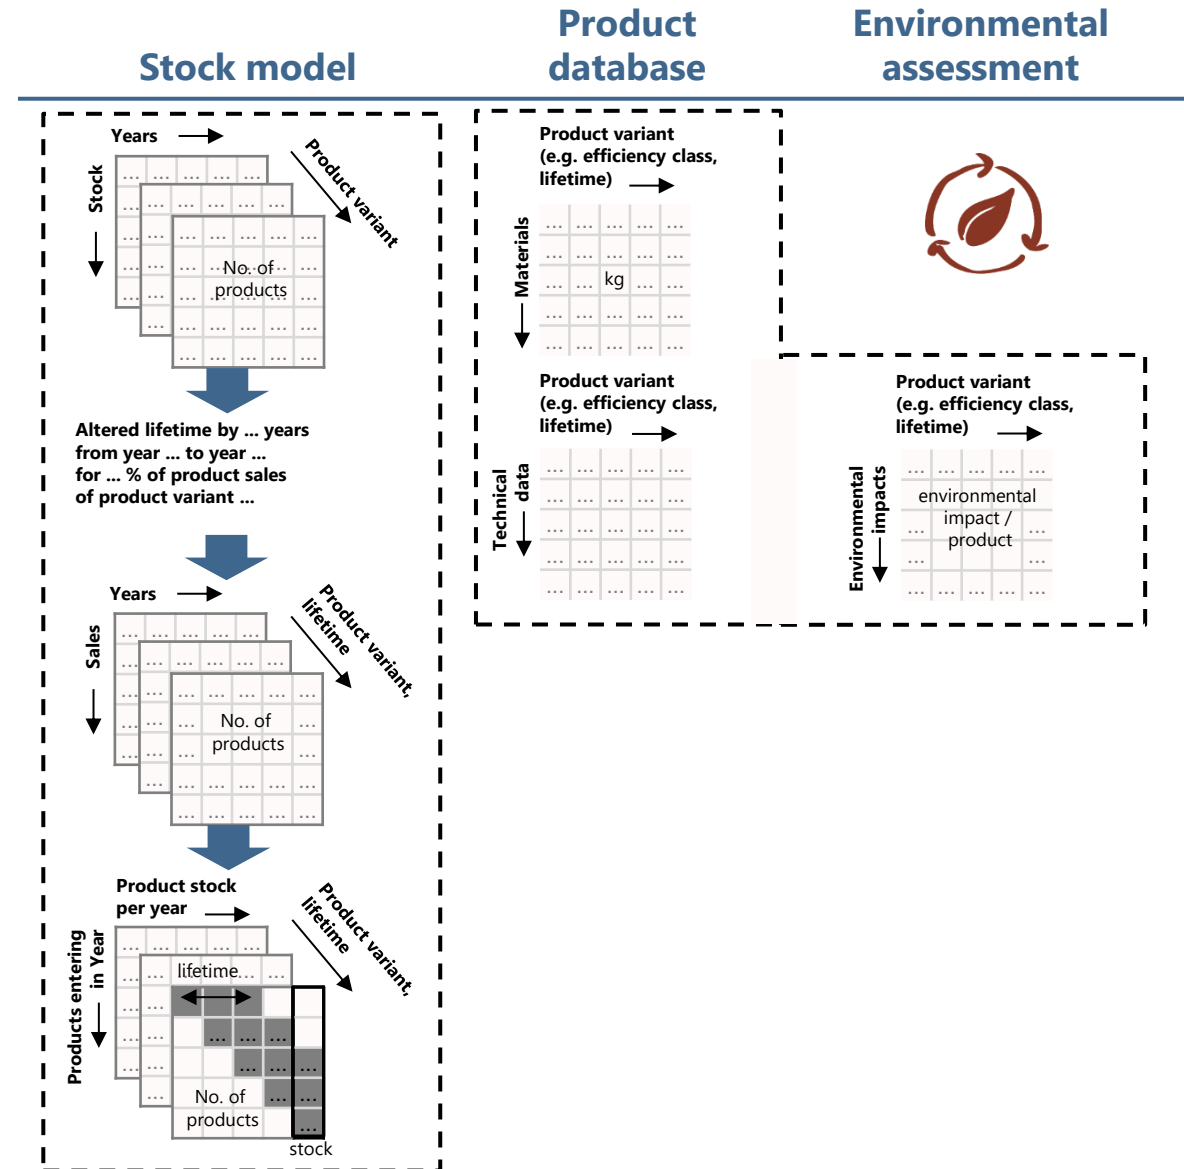 Stock model
Product
database
Environmental
assessment
Years
Product variant
Stock
... ... ... ... ...
... ... ... ... ...
... ... ... ... ...
No. of
products
... ... ... ... ...
... ... ... ... ...
Altered lifetime by ... years
from year ... to year ...
for ... % of product sales
of product variant ...
Years
Product variant,
lifetime
Sales
... ... ... ... ...
... ... ... ... ...
... ... ... ... ...
No. of
products
... ... ... ... ...
... ... ... ... ...
Product stock
per year
Product variant,
lifetime
Products entering
in Year
... ... ... ... ...
lifetime
... ... ...
... ... ...
... ...
No. of
products
...
stock
Product variant
(e.g. efficiency class,
lifetime)
Materials
... ... ... ... ...
... ... ... ... ...
... ... kg ... ...
... ... ... ... ...
... ... ... ... ...
Product variant
(e.g. efficiency class,
lifetime)
Technical
data
... ... ... ... ...
... ... ... ... ...
... ... ... ... ...
... ... ... ... ...
... ... ... ... ...
Product variant
(e.g. efficiency class,
lifetime)
Environmental
impacts
... ... ... ... ...
environmental
impact /
product
... ...
... ...
... ... ... ... ...